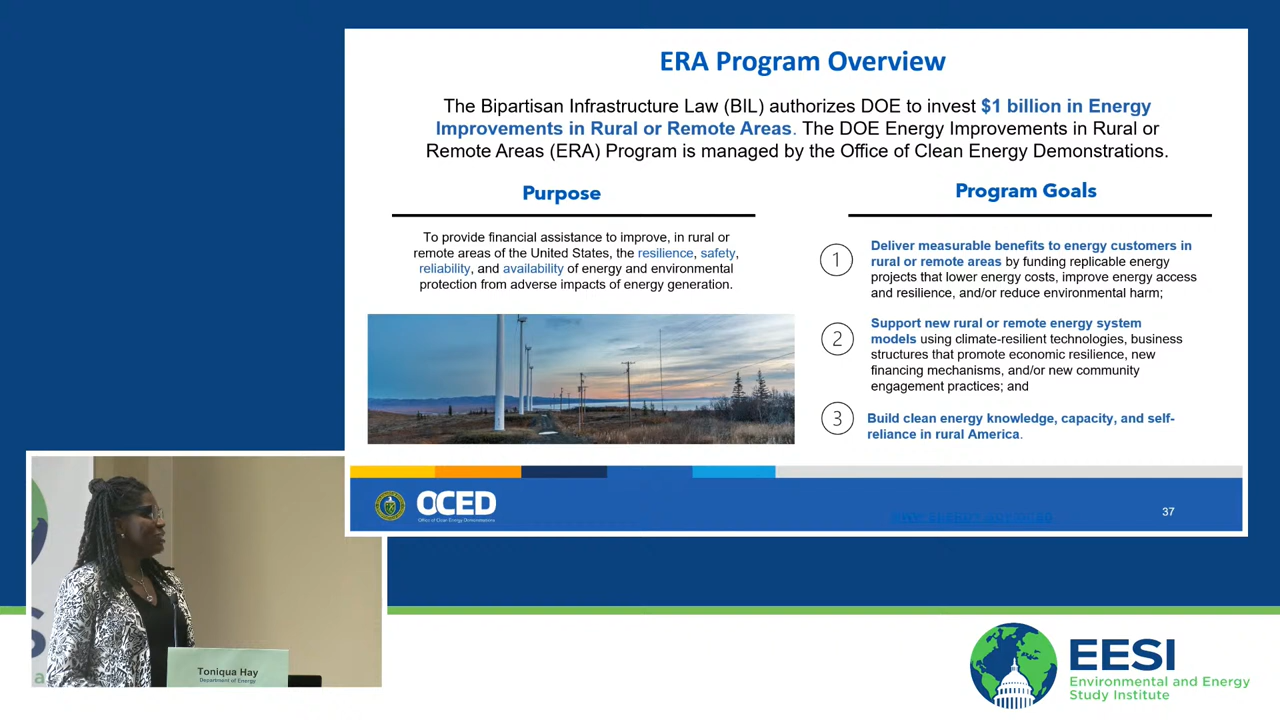 ERA Program Overview
The Bipartisan Infrastructure Law (BIL) authorizes DOE to invest $1 billion in Energy
Improvements in Rural or Remote Areas. The DOE Energy Improvements in Rural or
Remote Areas (ERA) Program is managed by the Office of Clean Energy Demonstrations.
Purpose
To provide financial assistance to improve, in rural or
remote areas of the United States, the resilience, safety,
reliability, and availability of energy and environmental
protection from adverse impacts of energy generation.
Program Goals
1
Deliver measurable benefits to energy customers in
rural or remote areas by funding replicable energy
projects that lower energy costs, improve energy access
and resilience, and/or reduce environmental harm;
2
Support new rural or remote energy system
models using climate-resilient technologies, business
structures that promote economic resilience, new
financing mechanisms, and/or new community
engagement practices; and
3
Build clean energy knowledge, capacity, and self-
reliance in rural America.
OCED
Office of Clean Energy Demonstrations
37
Toniqua Hay
Department of Energy
EESI
Environmental and Energy
Study Institute